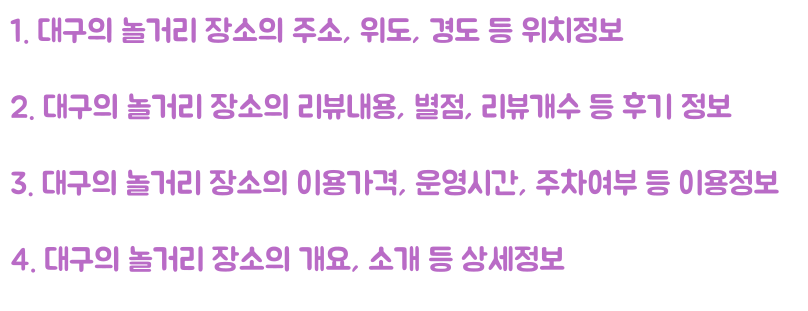 1. 대구의 놀거리 장소의 주소, 위도, 경도 등 위치정보
2. 대구의 놀거리 장소의 리뷰내용, 별점, 리뷰개수 등 후기 정보
3. 대구의 놀거리 장소의 이용가격, 운영시간, 주차여부 등 이용정보
4. 대구의 놀거리 장소의 개요, 소개 등 상세정보